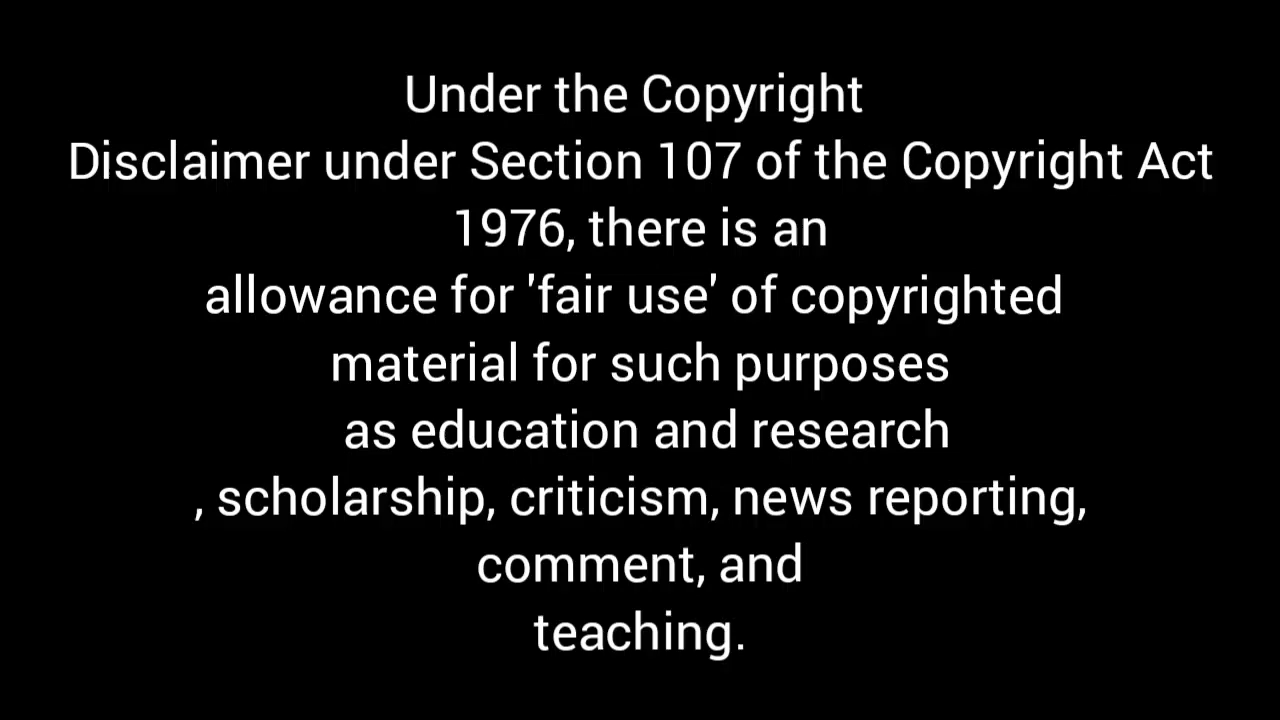 Under the Copyright
Disclaimer under Section 107 of the Copyright Act
1976, there is an
allowance for 'fair use' of copyrighted
material for such purposes
as education and research
, scholarship, criticism, news reporting,
comment, and
teaching.